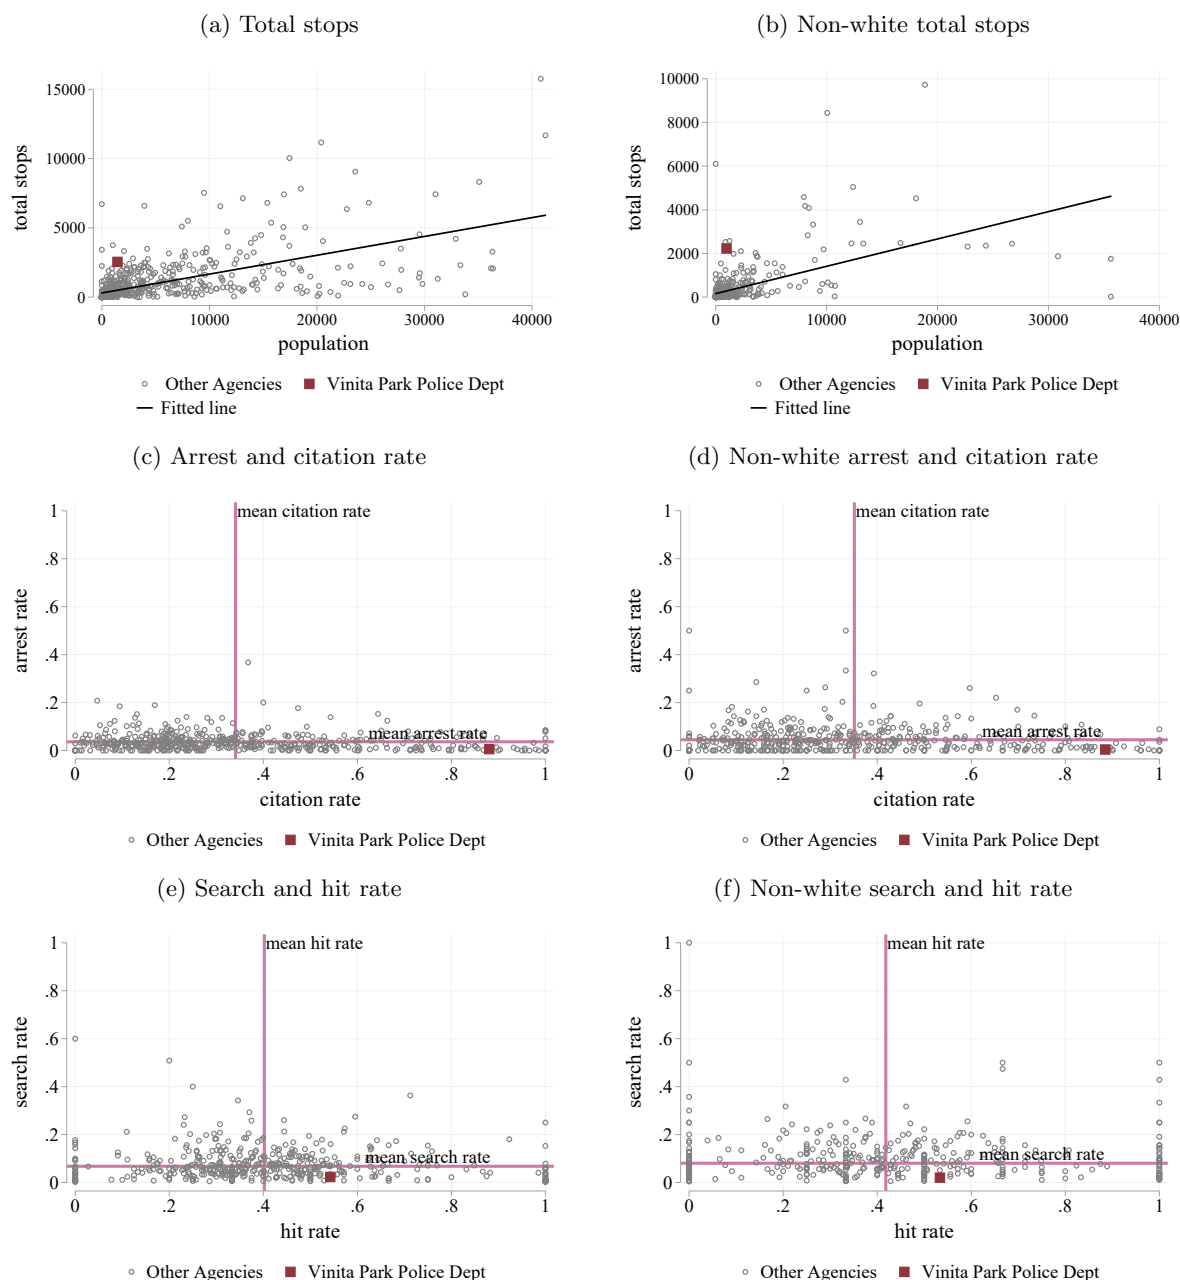 (a) Total stops
(b) Non-white total stops
total stops
15000
10000
5000
0
0 10000 20000 30000 40000
population
Other Agencies Vinita Park Police Dept
Fitted line
total stops
10000
8000
6000
4000
2000
0
0 10000 20000 30000 40000
population
Other Agencies Vinita Park Police Dept
Fitted line
(c) Arrest and citation rate
(d) Non-white arrest and citation rate
arrest rate
1
.8
.6
.4
.2
0
mean citation rate
mean arrest rate
0 .2 .4 .6 .8 1
citation rate
Other Agencies Vinita Park Police Dept
arrest rate
1
.8
.6
.4
.2
0
mean citation rate
mean arrest rate
0 .2 .4 .6 .8 1
citation rate
Other Agencies Vinita Park Police Dept
(e) Search and hit rate
(f) Non-white search and hit rate
search rate
1
.8
.6
.4
.2
0
mean hit rate
mean search rate
0 .2 .4 .6 .8 1
hit rate
Other Agencies Vinita Park Police Dept
search rate
1
.8
.6
.4
.2
0
mean hit rate
mean search rate
0 .2 .4 .6 .8 1
hit rate
Other Agencies Vinita Park Police Dept